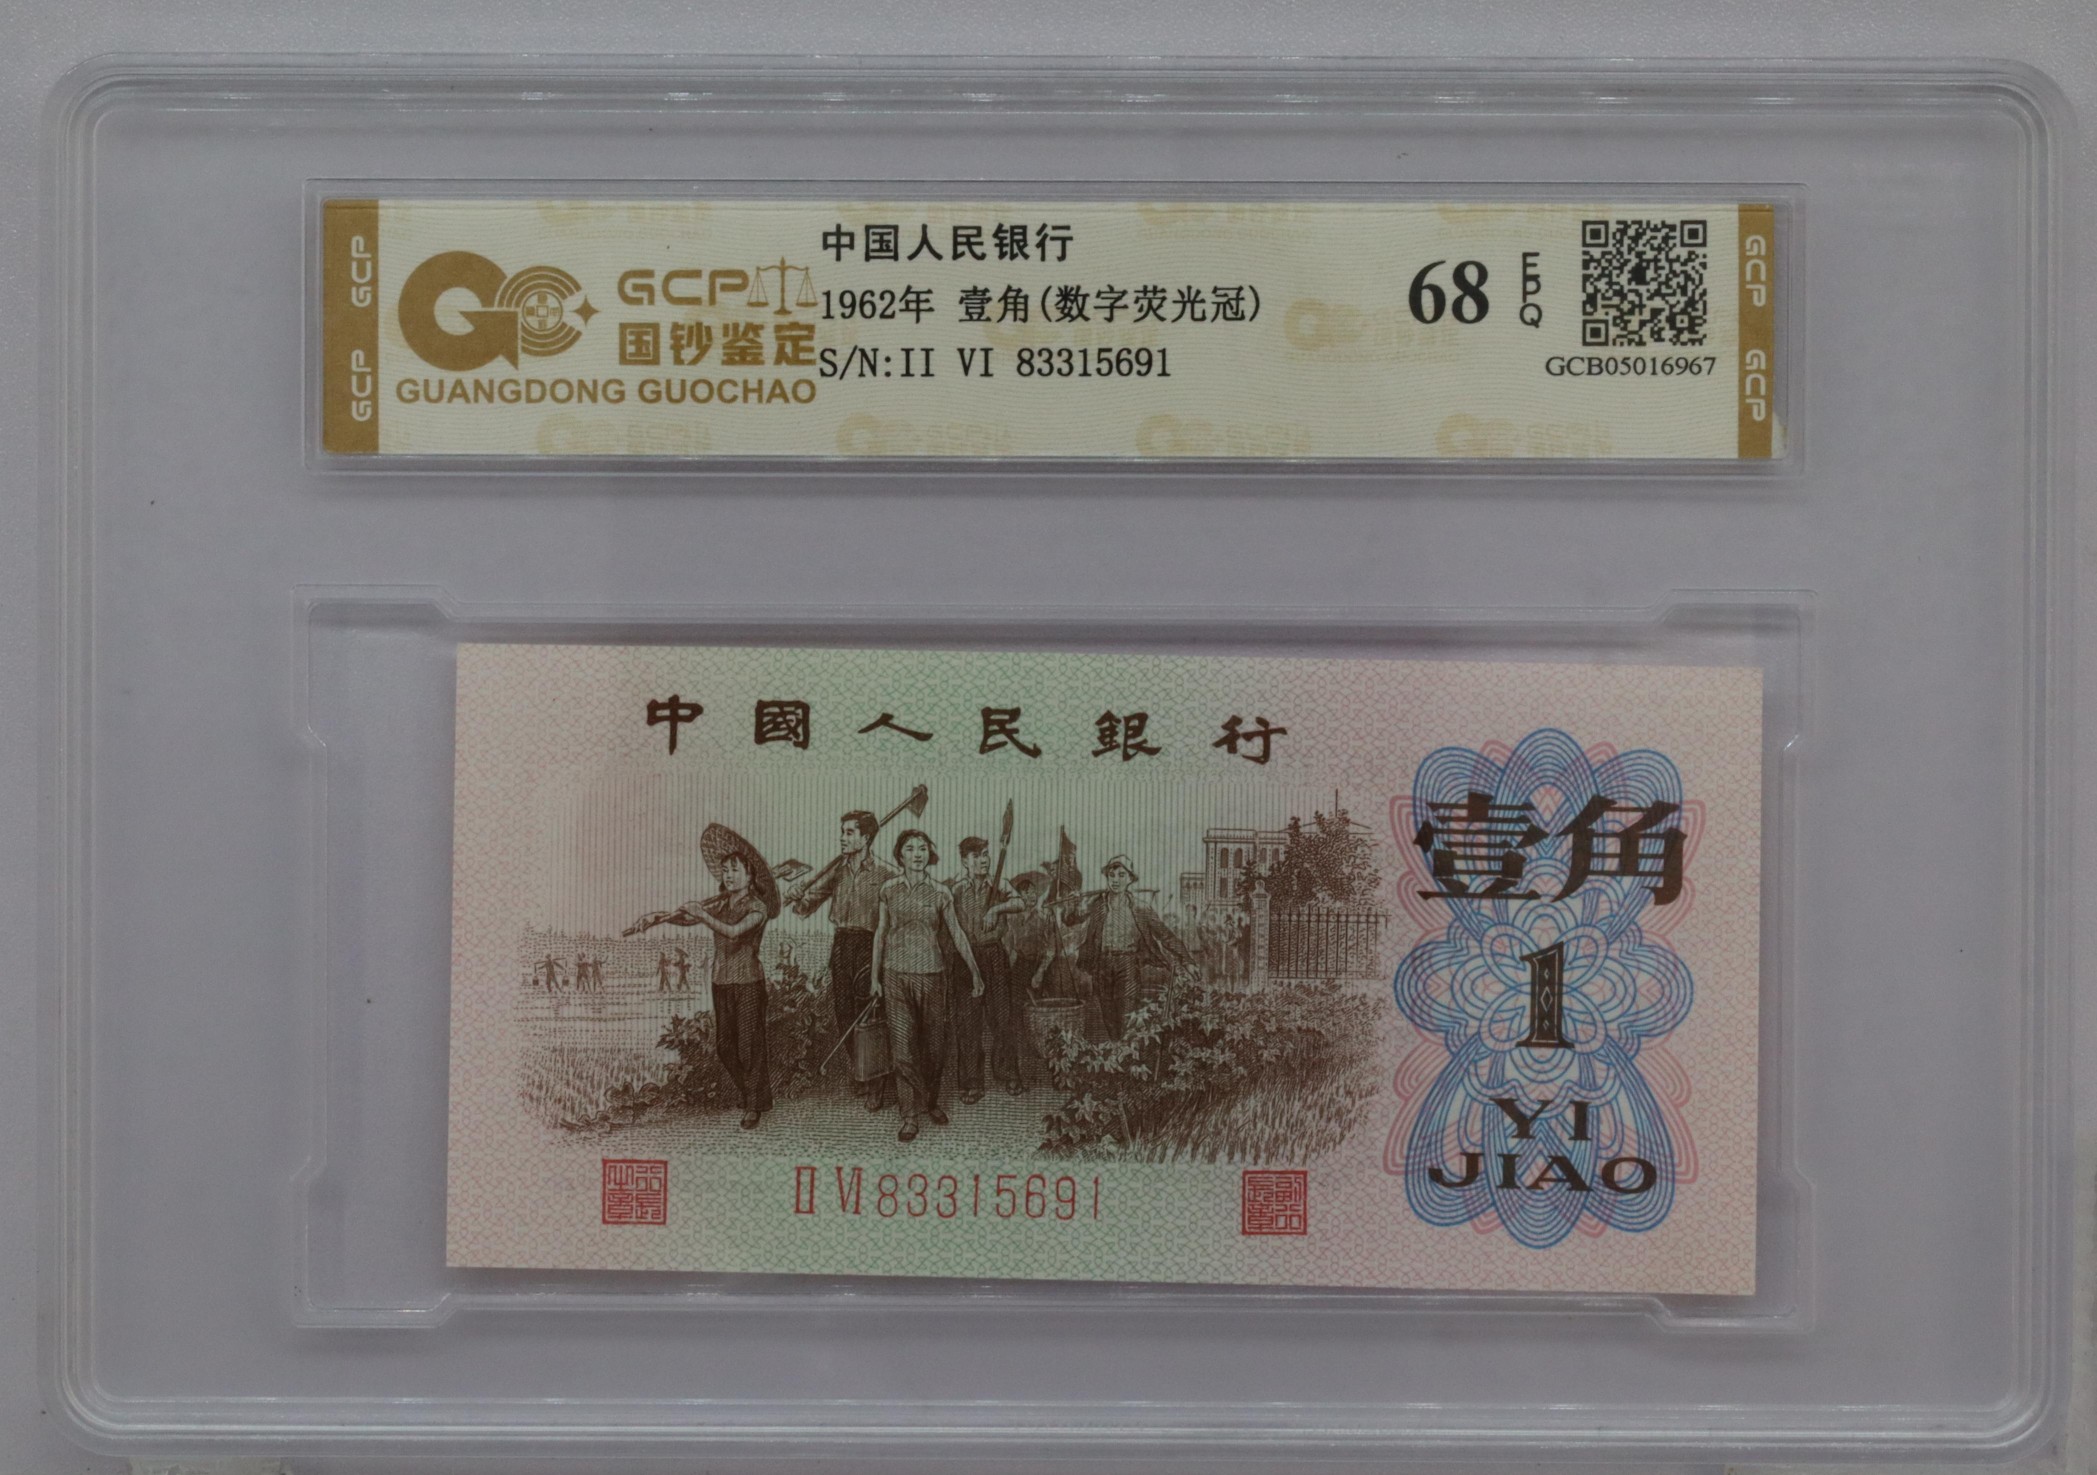 GCP GCP
GCP
国钞鉴定
GUANGDONG GUOCHAO
中国人民银行
1962年 壹角(数字荧光冠)
S/N:II VI 83315691
68 EPQ
GCB05016967
GCP GCP
中國人民銀行
壹角
1
YI
JIAO
II VI 83315691